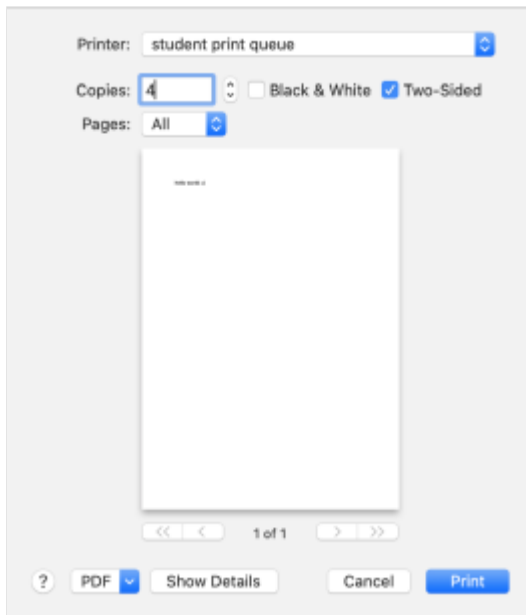 Printer: student print queue
Copies: 4 Black & White Two-Sided
Pages: All
1 of 1
? PDF Show Details Cancel Print